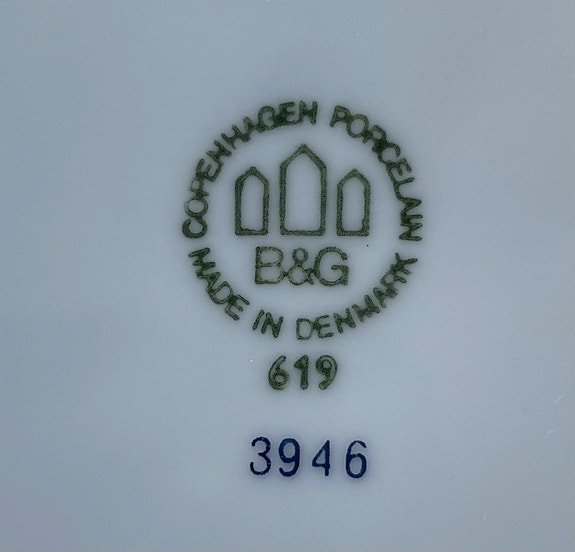 COPENHAGEN PORCELAIN
B&G
MADE IN DENMARK
619
3946